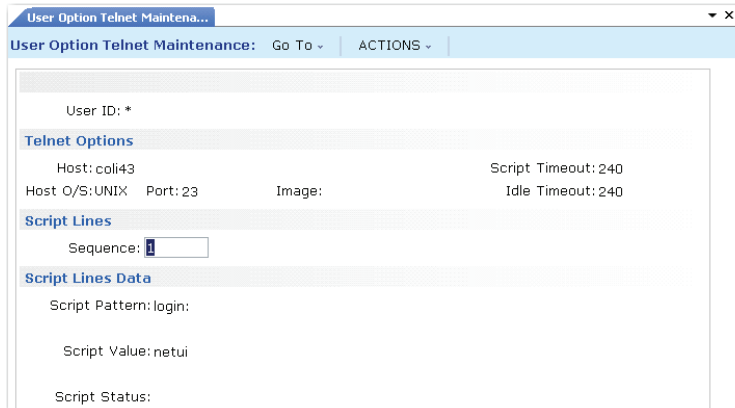 User Option Telnet Maintena...
User Option Telnet Maintenance: Go To ACTIONS
User ID: *
Telnet Options
Host: coli43 Script Timeout: 240
Host O/S: UNIX Port: 23 Image: Idle Timeout: 240
Script Lines
Sequence: 1
Script Lines Data
Script Pattern: login:
Script Value: netui
Script Status: